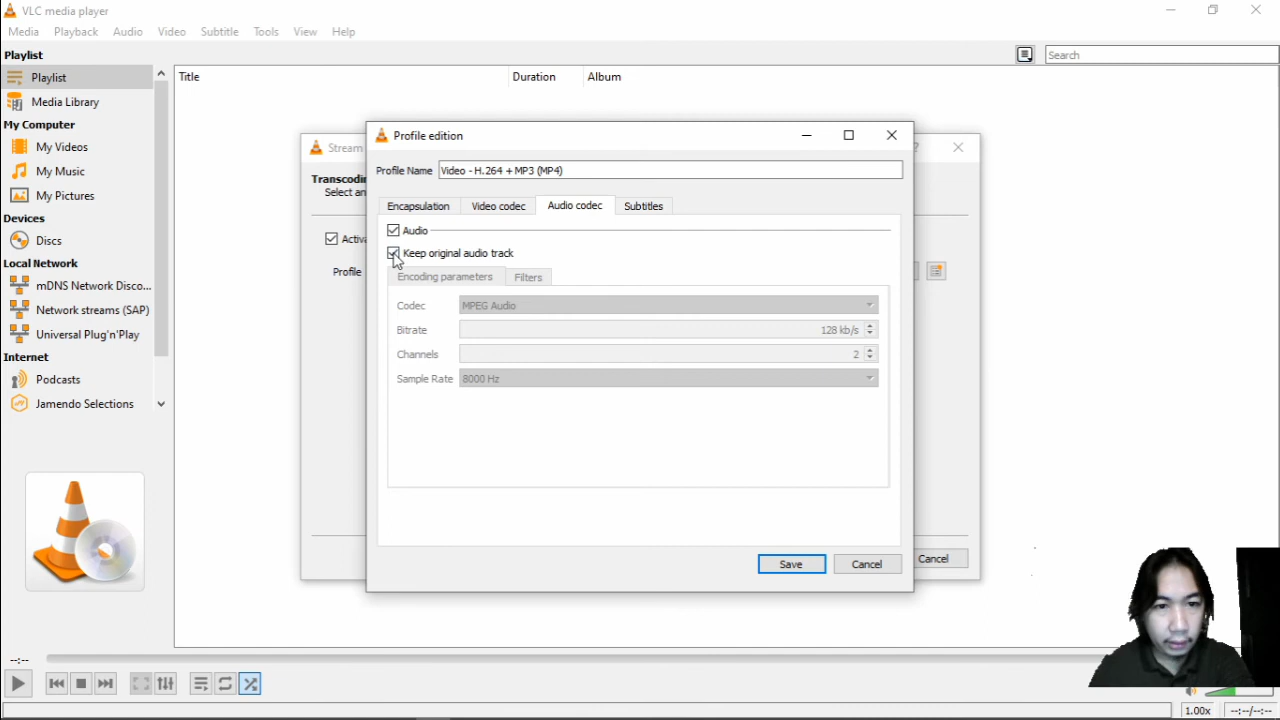 VLC media player
Media Playback Audio Video Subtitle Tools View Help
Playlist
Search
Playlist
Media Library
My Computer
My Videos
My Music
My Pictures
Devices
Discs
Local Network
mDNS Network Disco...
Network streams (SAP)
Universal Plug'n'Play
Internet
Podcasts
Jamendo Selections
Title Duration Album
Stream
?
Transcodin
Select an
Activa
Profile
Cancel
Profile edition
Profile Name Video - H.264 + MP3 (MP4)
Encapsulation Video codec Audio codec Subtitles
Audio
Keep original audio track
Encoding parameters Filters
Codec MPEG Audio
Bitrate 128 kb/s
Channels 2
Sample Rate 8000 Hz
Save Cancel
--:--
1.00x --:--/--:--